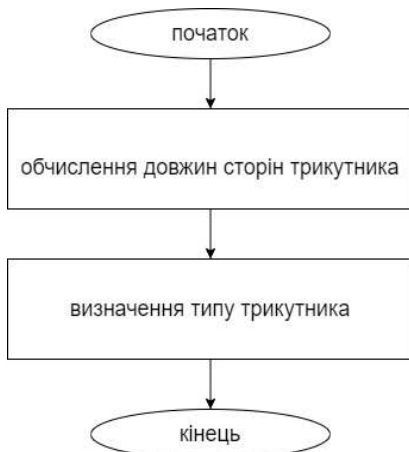 початок
обчислення довжин сторін трикутника
визначення типу трикутника
кінець